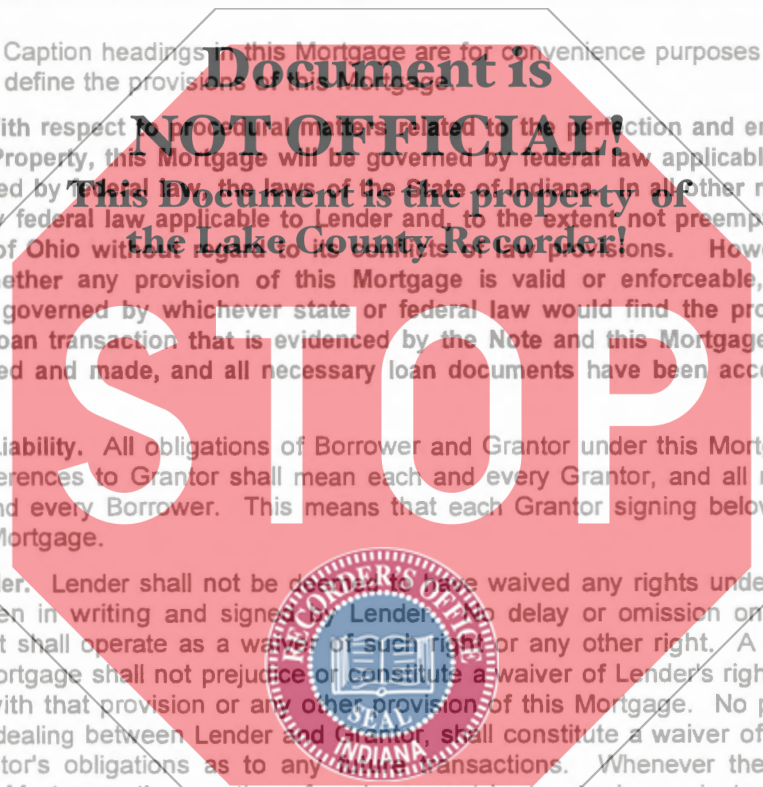 Caption headings in this Mortgage are for convenience purposes
define the provisions of this Mortgage.
Document is
NOT OFFICIAL!
This Document is the property of
the Lake County Recorder!
ith respect to procedural matters related to the perfection and en
Property, this Mortgage will be governed by federal law applicabl
ed by federal law, the laws of the State of Indiana. In all other r
federal law applicable to Lender and, to the extent not preemp
of Ohio without regard to its conflicts of law provisions. How
ether any provision of this Mortgage is valid or enforceable,
governed by whichever state or federal law would find the pro
oan transaction that is evidenced by the Note and this Mortgage
ed and made, and all necessary loan documents have been acc
STOP
iability. All obligations of Borrower and Grantor under this Mort
erences to Grantor shall mean each and every Grantor, and all
nd every Borrower. This means that each Grantor signing belo
Mortgage.
er. Lender shall not be deemed to have waived any rights unde
en in writing and signed by Lender. No delay or omission on
t shall operate as a waiver of such right or any other right. A
ortgage shall not prejudice or constitute a waiver of Lender's righ
ith that provision or any other provision of this Mortgage. No p
dealing between Lender and Grantor, shall constitute a waiver of
tor's obligations as to any future transactions. Whenever the
RECORDER'S OFFICE
SEAL
INDIANA